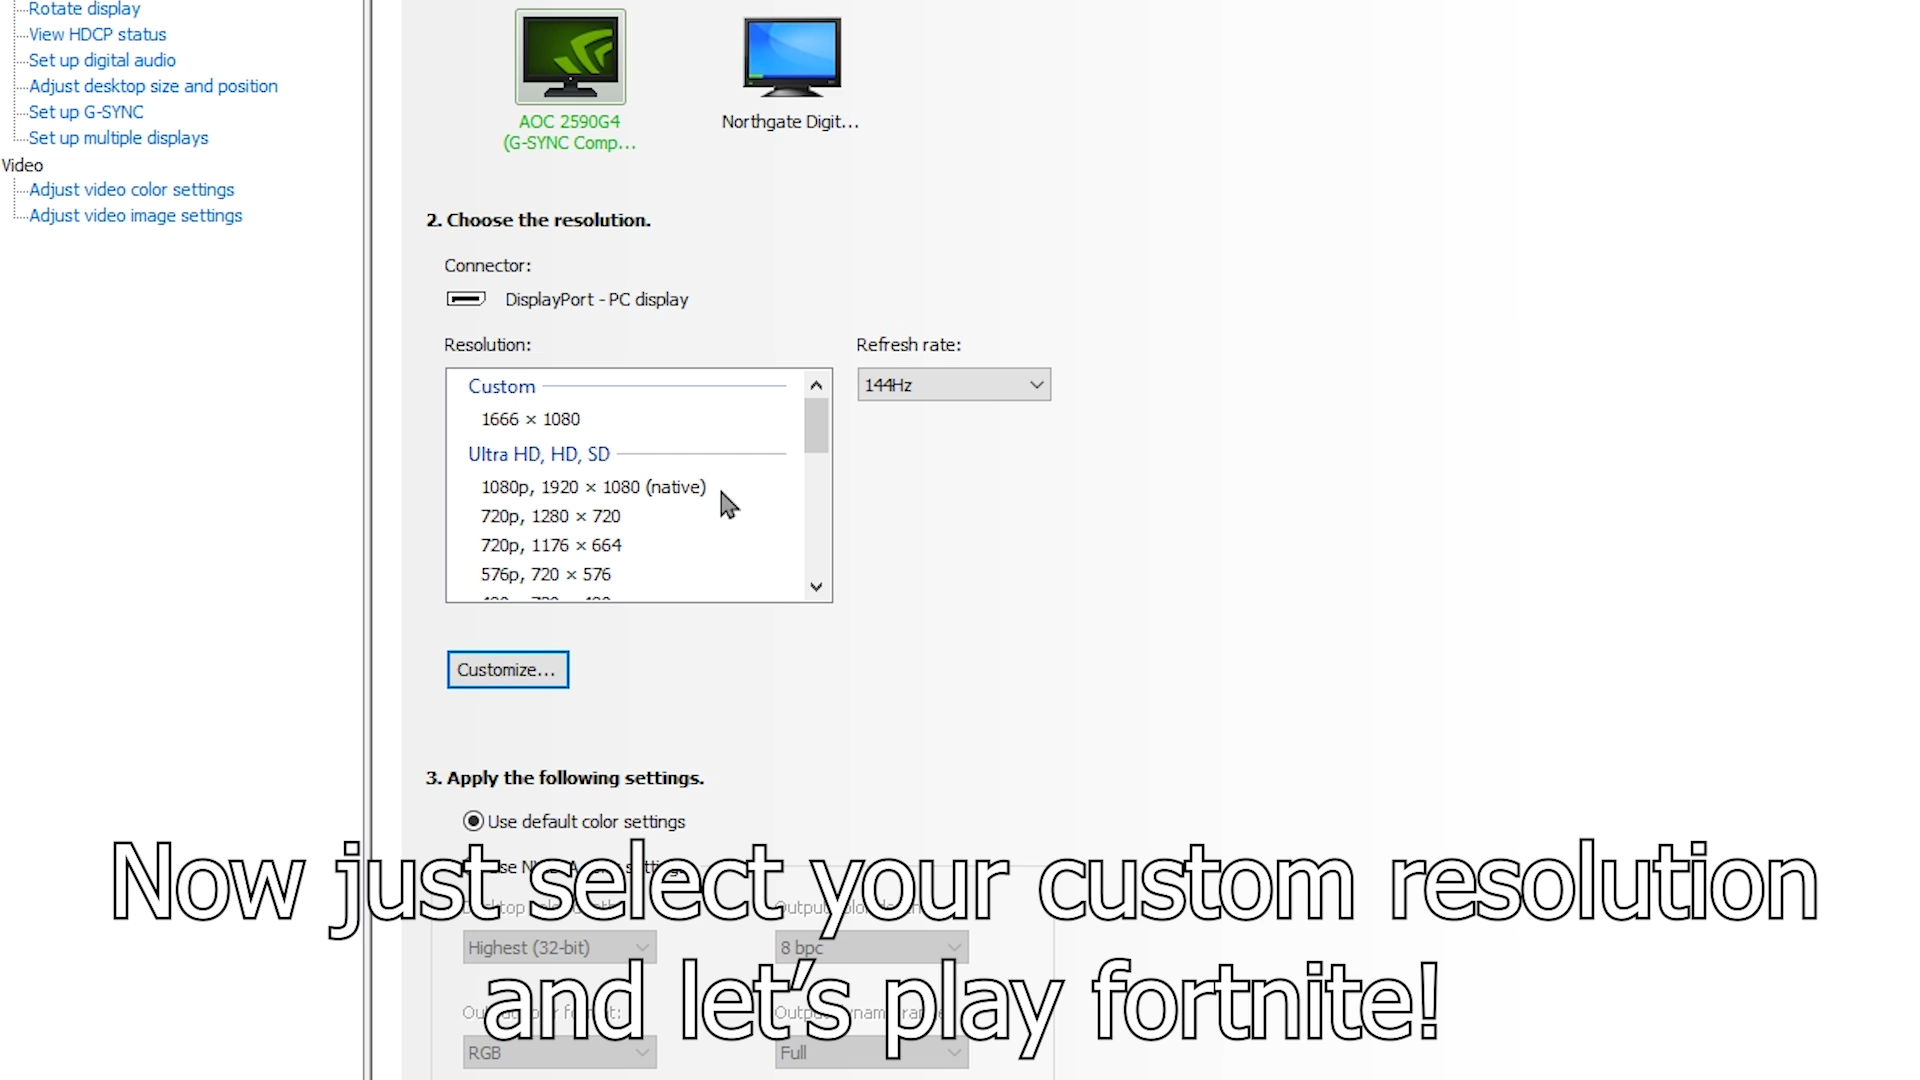 Rotate display
View HDCP status
Set up digital audio
Adjust desktop size and position
Set up G-SYNC
Set up multiple displays
Video
Adjust video color settings
Adjust video image settings
AOC 2590G4
(G-SYNC Comp...
Northgate Digit...
2. Choose the resolution.
Connector:
DisplayPort - PC display
Resolution:
Refresh rate:
144Hz
Custom
1666 × 1080
Ultra HD, HD, SD
1080p, 1920 × 1080 (native)
720p, 1280 × 720
720p, 1176 × 664
576p, 720 × 576
Customize...
3. Apply the following settings.
Use default color settings
Now just select your custom resolution
and let's play fortnite!
Highest (32-bit)
8 bpc
RGB
Full